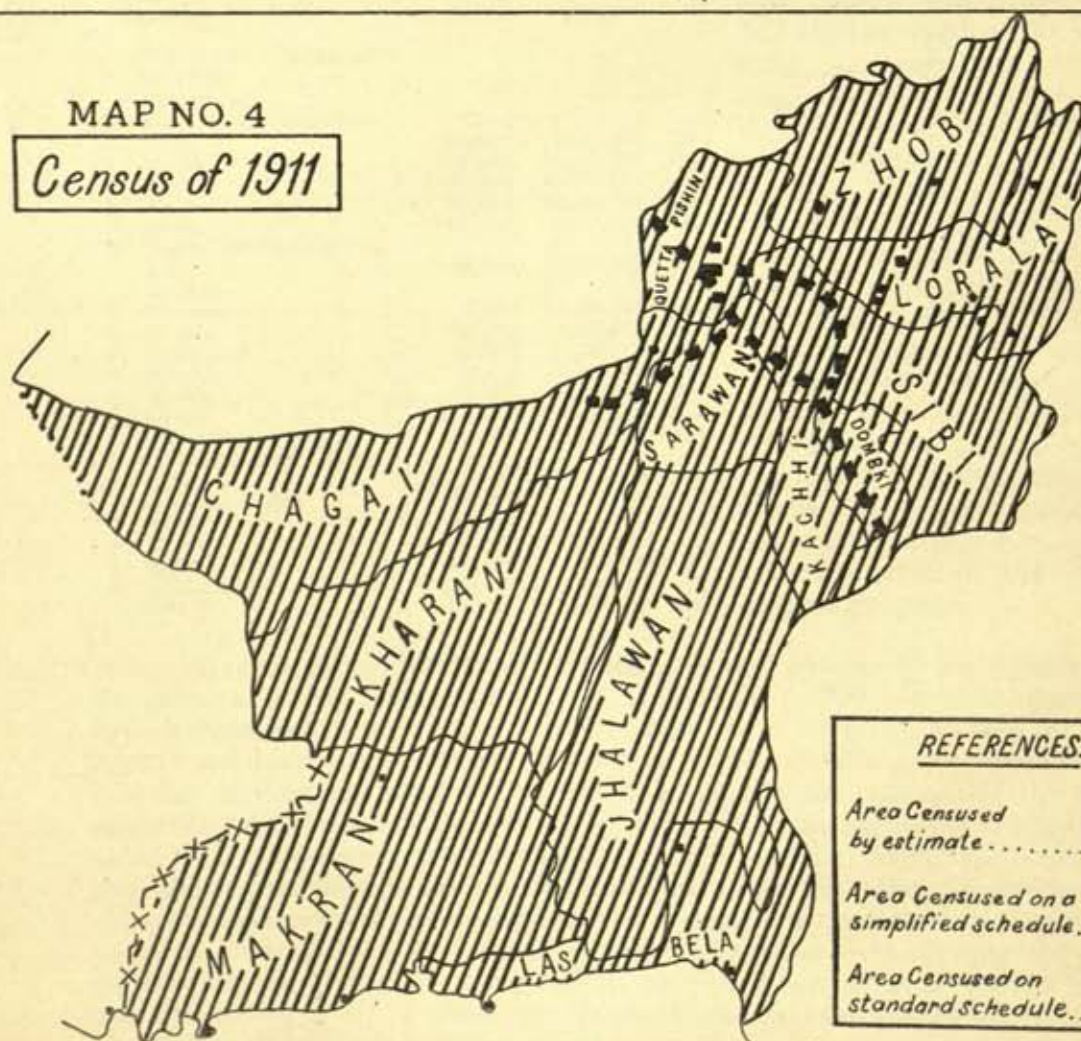 MAP NO. 4
Census of 1911
ZHOB
QUETTA PISHIN
LORALAI
SARAWAN
SIBI
DOMBKI
KACHHI
CHAGAI
KHARAN
JHALAWAN
MAKRAN
LAS BELA
REFERENCES.
Area Censused
by estimate........
Area Censused on a
simplified schedule..
Area Censused on
standard schedule..